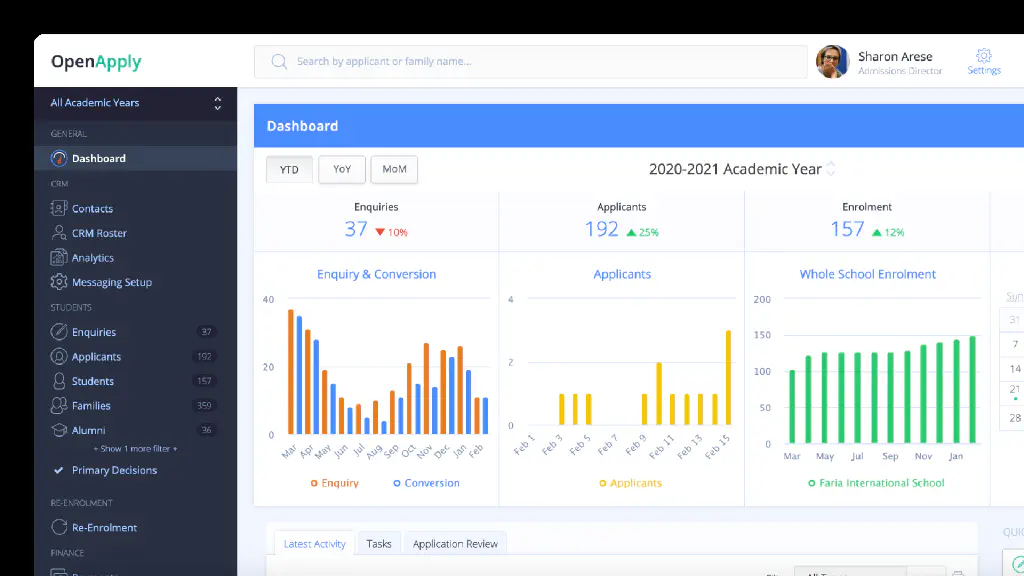 OpenApply
Search by applicant or family name...
Sharon Arese
Admissions Director
Settings
All Academic Years
GENERAL
Dashboard
CRM
Contacts
CRM Roster
Analytics
Messaging Setup
STUDENTS
Enquiries 37
Applicants 192
Students 157
Families 359
Alumni 36
+ Show 1 more filter +
Primary Decisions
RE-ENROLMENT
Re-Enrolment
FINANCE
Dashboard
YTD YoY MoM
2020-2021 Academic Year
Enquiries
37 10%
Applicants
192 25%
Enrolment
157 12%
Enquiry & Conversion
40
20
0
Mar Apr May Jun Jul Aug Sep Oct Nov Dec Jan Feb
Enquiry Conversion
Applicants
4
2
0
Feb 1 Feb 3 Feb 5 Feb 7 Feb 9 Feb 11 Feb 13 Feb 15
Applicants
Whole School Enrolment
200
150
100
50
0
Mar May Jul Sep Nov Jan
Faria International School
Sun
31
7
14
21
28
Latest Activity Tasks Application Review